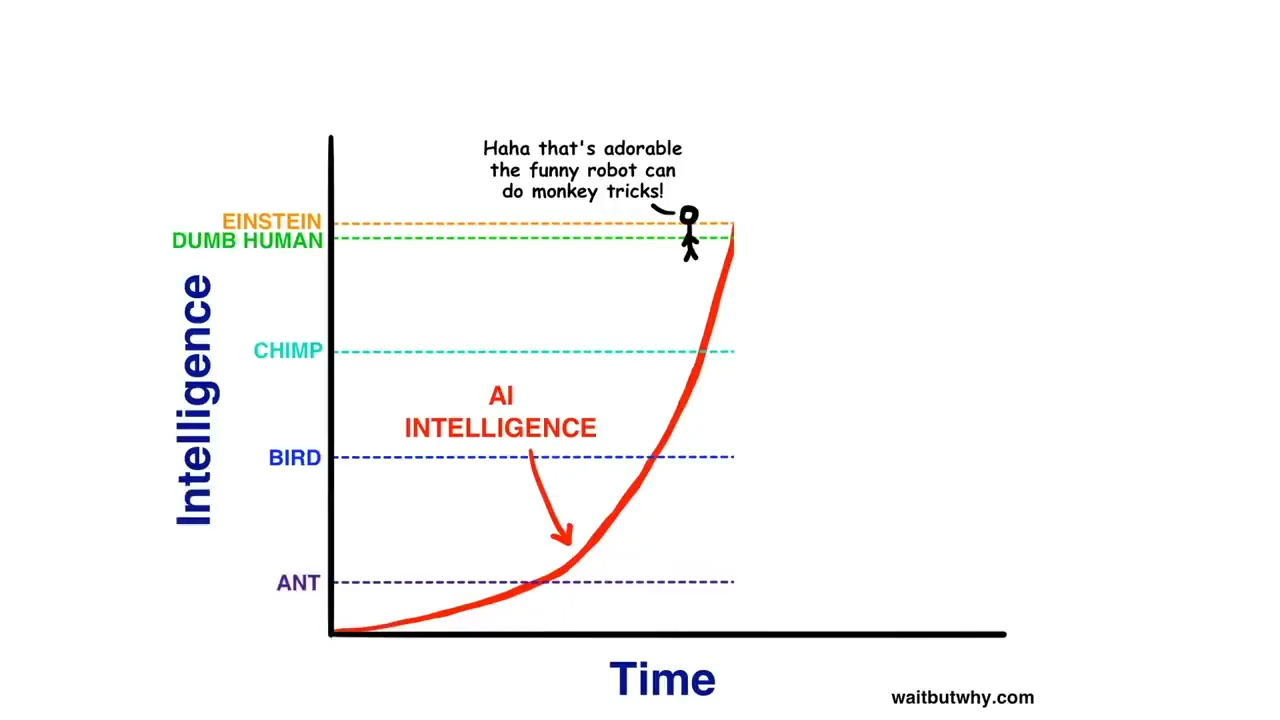 Haha that's adorable
the funny robot can
do monkey tricks!
EINSTEIN
DUMB HUMAN
CHIMP
AI
INTELLIGENCE
BIRD
ANT
Intelligence
Time
waitbutwhy.com